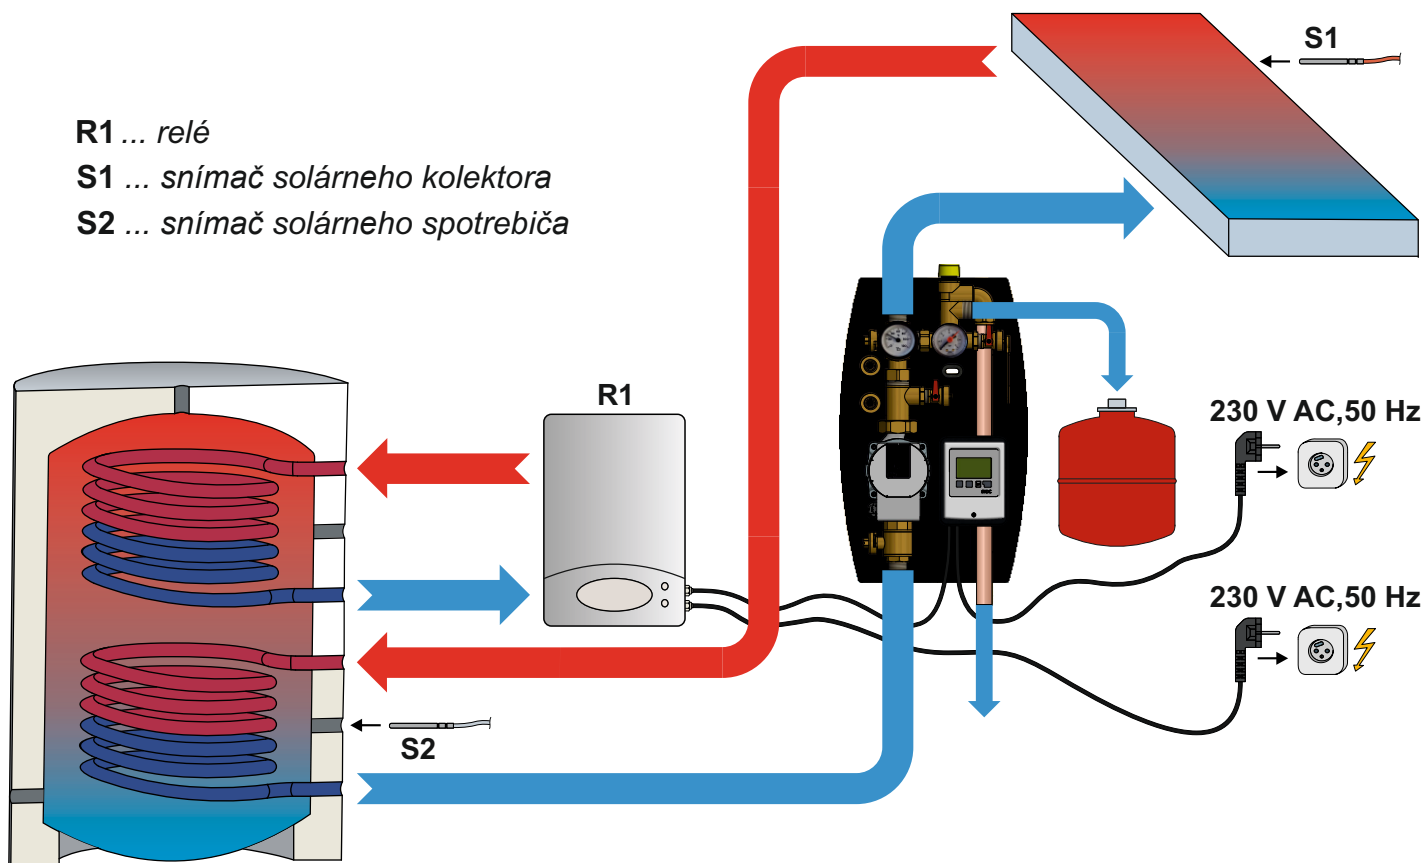 S1
R1 ... relé
S1 ... snímač solárneho kolektora
S2 ... snímač solárneho spotrebiča
R1
230 V AC,50 Hz
230 V AC,50 Hz
S2